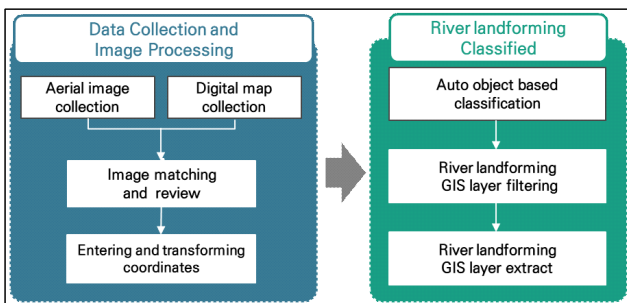 Data Collection and
Image Processing
Aerial image
collection
Digital map
collection
Image matching
and review
Entering and transforming
coordinates
River landforming
Classified
Auto object based
classification
River landforming
GIS layer filtering
River landforming
GIS layer extract